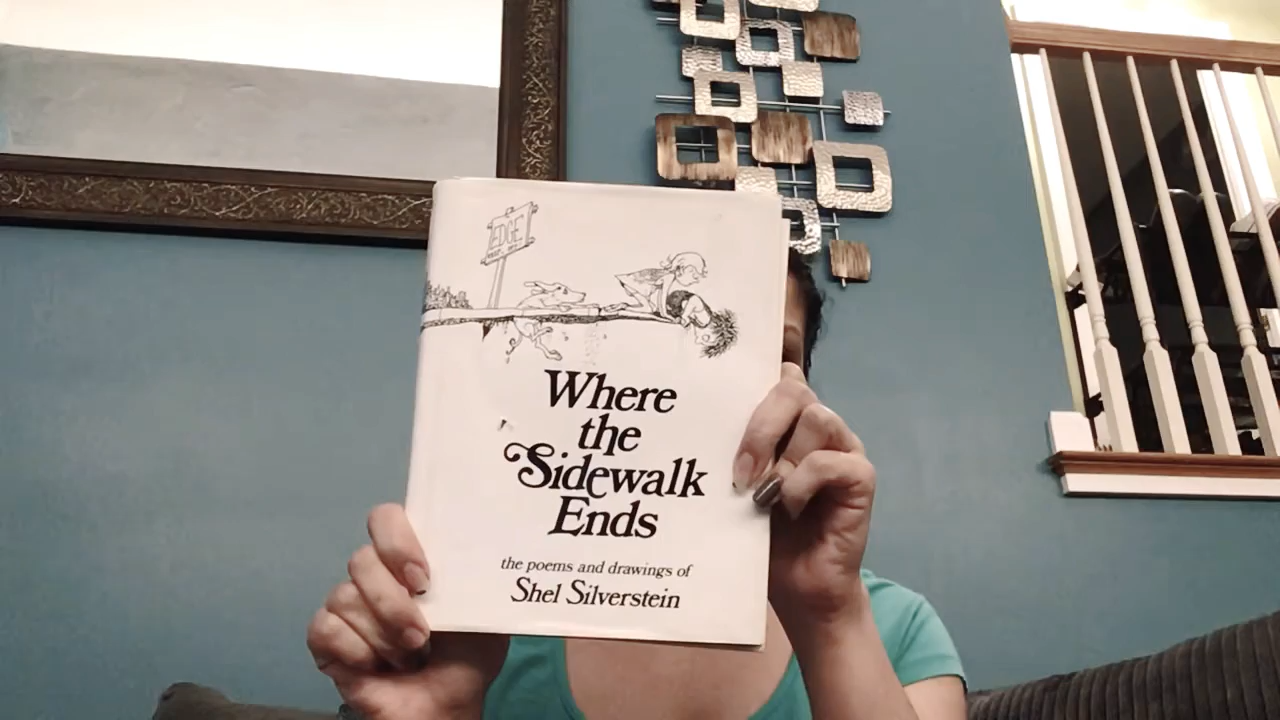 EDGE
Where
the
Sidewalk
Ends
the poems and drawings of
Shel Silverstein